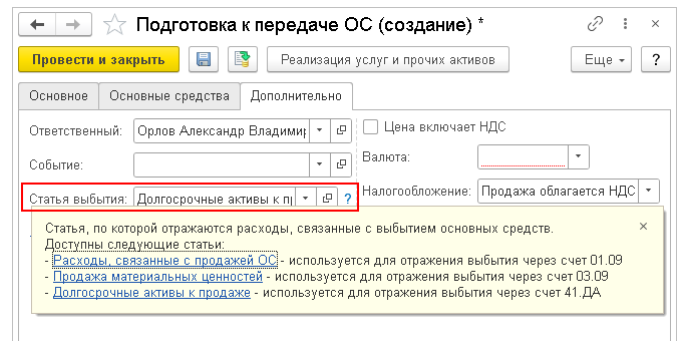 Подготовка к передаче ОС (создание) *
Провести и закрыть Реализация услуг и прочих активов Еще ?
Основное Основные средства Дополнительно
Ответственный: Орлов Александр Владими Цена включает НДС
Событие: Валюта:
Статья выбытия: Долгосрочные активы к п ? Налогообложение: Продажа облагается НДС
Статья, по которой отражаются расходы, связанные с выбытием основных средств.
Доступны следующие статьи:
- Расходы, связанные с продажей ОС - используется для отражения выбытия через счет 01.09
- Продажа материальных ценностей - используется для отражения выбытия через счет 03.09
- Долгосрочные активы к продаже - используется для отражения выбытия через счет 41.ДА